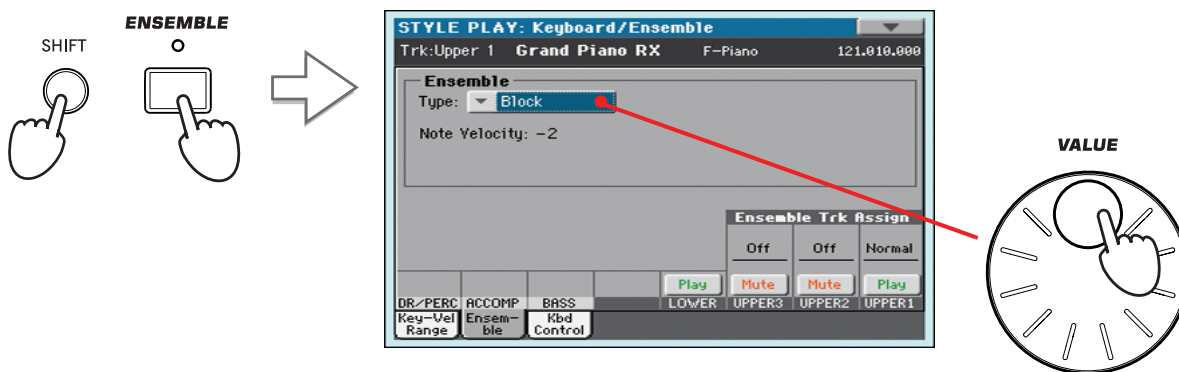 ENSEMBLE
SHIFT
STYLE PLAY: Keyboard/Ensemble
Trk:Upper 1 Grand Piano RX F-Piano 121.010.000
Ensemble
Type: Block
Note Velocity: -2
VALUE
Ensemble Trk Assign
Off Off Normal
Play Mute Mute Play
DR/PERC ACCOMP BASS LOWER UPPER3 UPPER2 UPPER1
Key-Vel Ensem- Kbd
Range ble Control